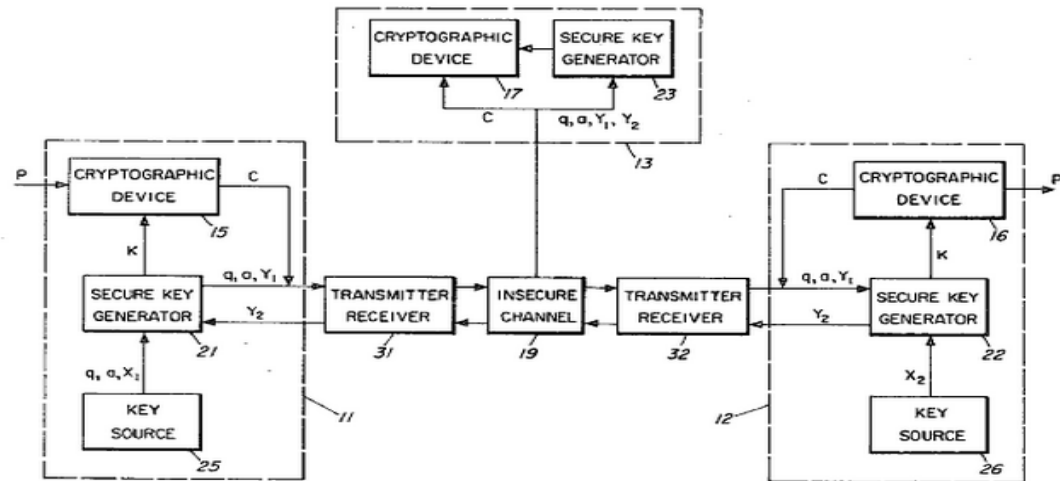 CRYPTOGRAPHIC
DEVICE
17
SECURE KEY
GENERATOR
23
C
q, a, Y₁, Y₂
13
P
CRYPTOGRAPHIC
DEVICE
15
C
K
SECURE KEY
GENERATOR
21
q, a, Y₁
Y₂
q, a, X₁
KEY
SOURCE
25
11
TRANSMITTER
RECEIVER
31
INSECURE
CHANNEL
19
TRANSMITTER
RECEIVER
32
C
CRYPTOGRAPHIC
DEVICE
16
P
K
q, a, Y₁
Y₂
SECURE KEY
GENERATOR
22
X₂
KEY
SOURCE
26
12